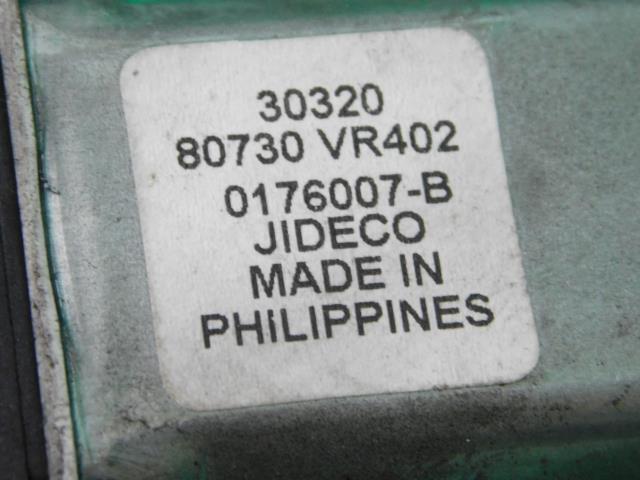 30320
80730 VR402
0176007-B
JIDECO
MADE IN
PHILIPPINES